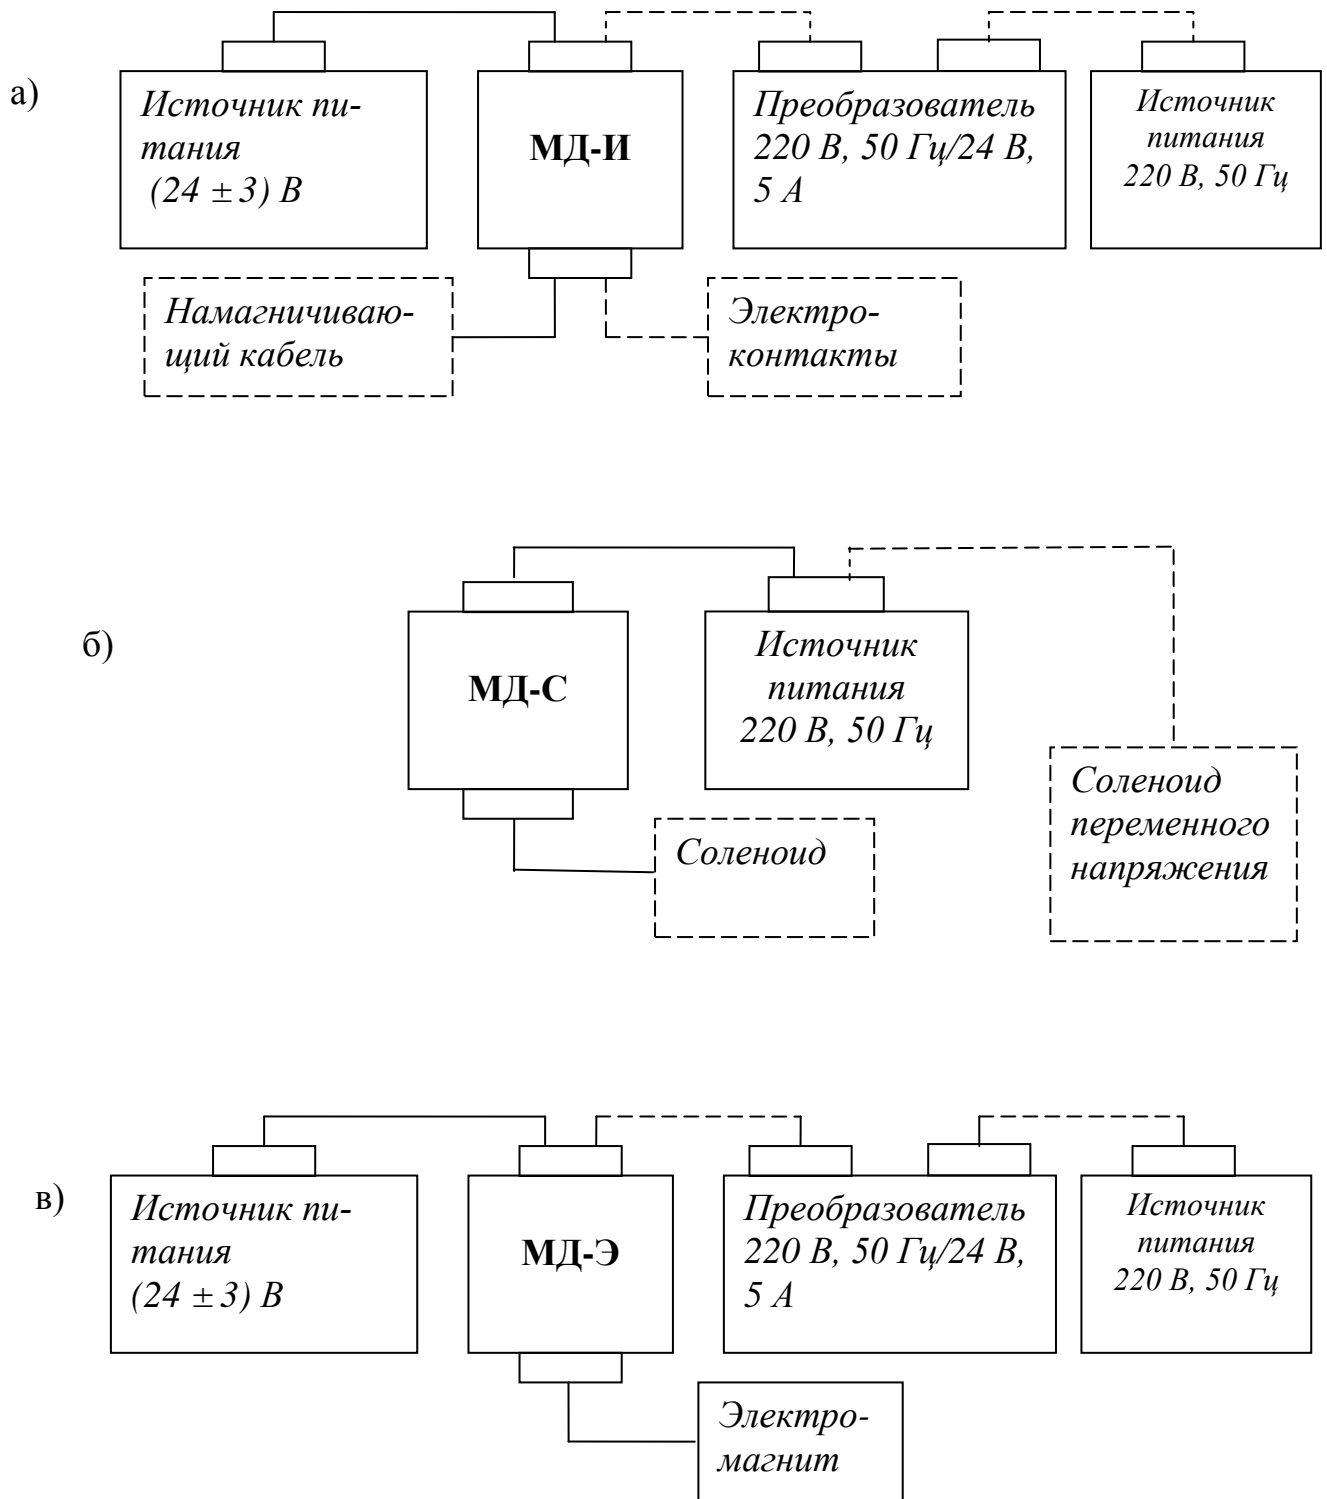 а)
Источник пи-
тания
(24 ± 3) В
МД-И
Преобразователь
220 В, 50 Гц/24 В,
5 А
Источник
питания
220 В, 50 Гц
Намагничиваю-
щий кабель
Электро-
контакты
б)
МД-С
Источник
питания
220 В, 50 Гц
Соленоид
Соленоид
переменного
напряжения
в)
Источник пи-
тания
(24 ± 3) В
МД-Э
Преобразователь
220 В, 50 Гц/24 В,
5 А
Источник
питания
220 В, 50 Гц
Электро-
магнит